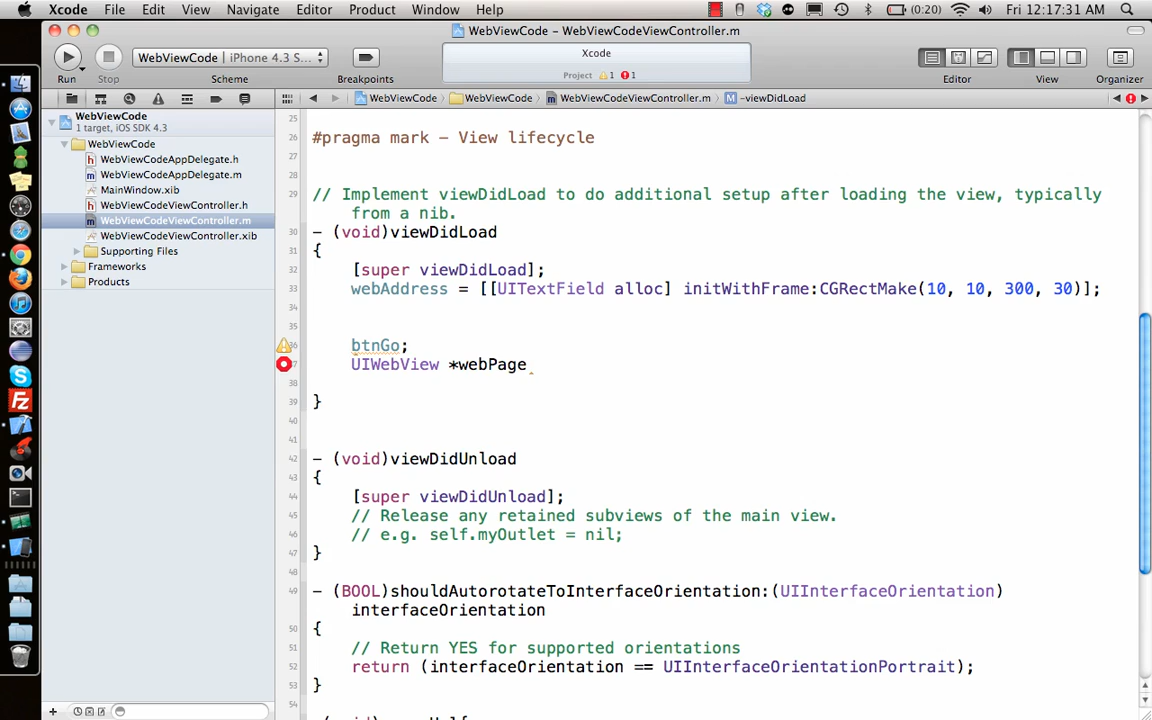 Xcode File Edit View Navigate Editor Product Window Help (0:20) Fri 12:17:31 AM
WebViewCode – WebViewCodeViewController.m
WebViewCode | iPhone 4.3 S...
Xcode
Project 1 1
Run Stop Scheme Breakpoints Editor View Organizer
WebViewCode WebViewCode WebViewCodeViewController.m M -viewDidLoad
WebViewCode
1 target, iOS SDK 4.3
WebViewCode
h WebViewCodeAppDelegate.h
m WebViewCodeAppDelegate.m
MainWindow.xib
h WebViewCodeViewController.h
m WebViewCodeViewController.m
WebViewCodeViewController.xib
Supporting Files
Frameworks
Products
25
26 #pragma mark - View lifecycle
27
28
29 // Implement viewDidLoad to do additional setup after loading the view, typically
from a nib.
30 - (void)viewDidLoad
31 {
32 [super viewDidLoad];
33 webAddress = [[UITextField alloc] initWithFrame:CGRectMake(10, 10, 300, 30)];
34
35
36 btnGo;
37 UIWebView *webPage
38
39 }
40
41
42 - (void)viewDidUnload
43 {
44 [super viewDidUnload];
45 // Release any retained subviews of the main view.
46 // e.g. self.myOutlet = nil;
47 }
48
49 - (BOOL)shouldAutorotateToInterfaceOrientation:(UIInterfaceOrientation)
interfaceOrientation
50 {
51 // Return YES for supported orientations
52 return (interfaceOrientation == UIInterfaceOrientationPortrait);
53 }
54